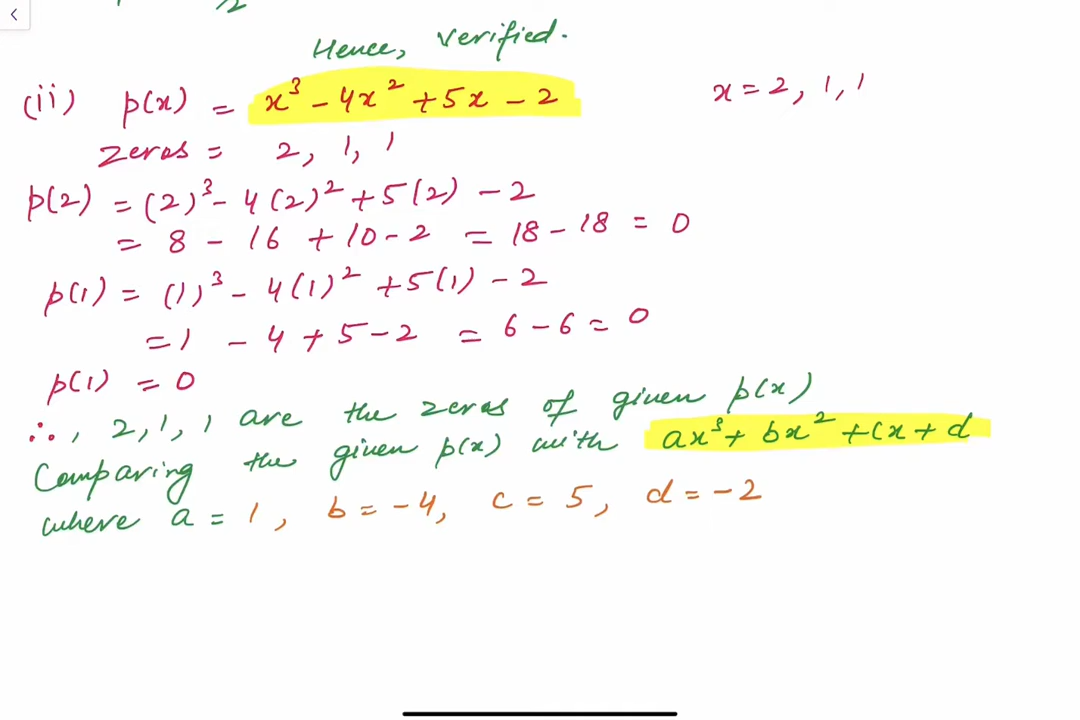 Hence, verified.
(ii) p(x) = x³ - 4x² + 5x - 2
x = 2, 1, 1
zeros = 2, 1, 1
p(2) = (2)³ - 4(2)² + 5(2) - 2
= 8 - 16 + 10 - 2 = 18 - 18 = 0
p(1) = (1)³ - 4(1)² + 5(1) - 2
= 1 - 4 + 5 - 2 = 6 - 6 = 0
p(1) = 0
∴, 2, 1, 1 are the zeros of given p(x)
Comparing the given p(x) with ax³ + bx² + cx + d
where a = 1, b = -4, c = 5, d = -2